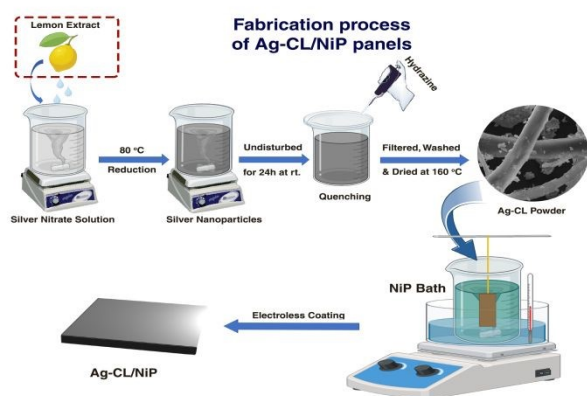 Lemon Extract
Fabrication process
of Ag-CL/NiP panels
Hydrazine
80 °C
Reduction
Undisturbed
for 24h at rt.
Filtered, Washed
& Dried at 160 °C
Quenching
Silver Nitrate Solution
Silver Nanoparticles
Ag-CL Powder
NiP Bath
Electroless Coating
Ag-CL/NiP